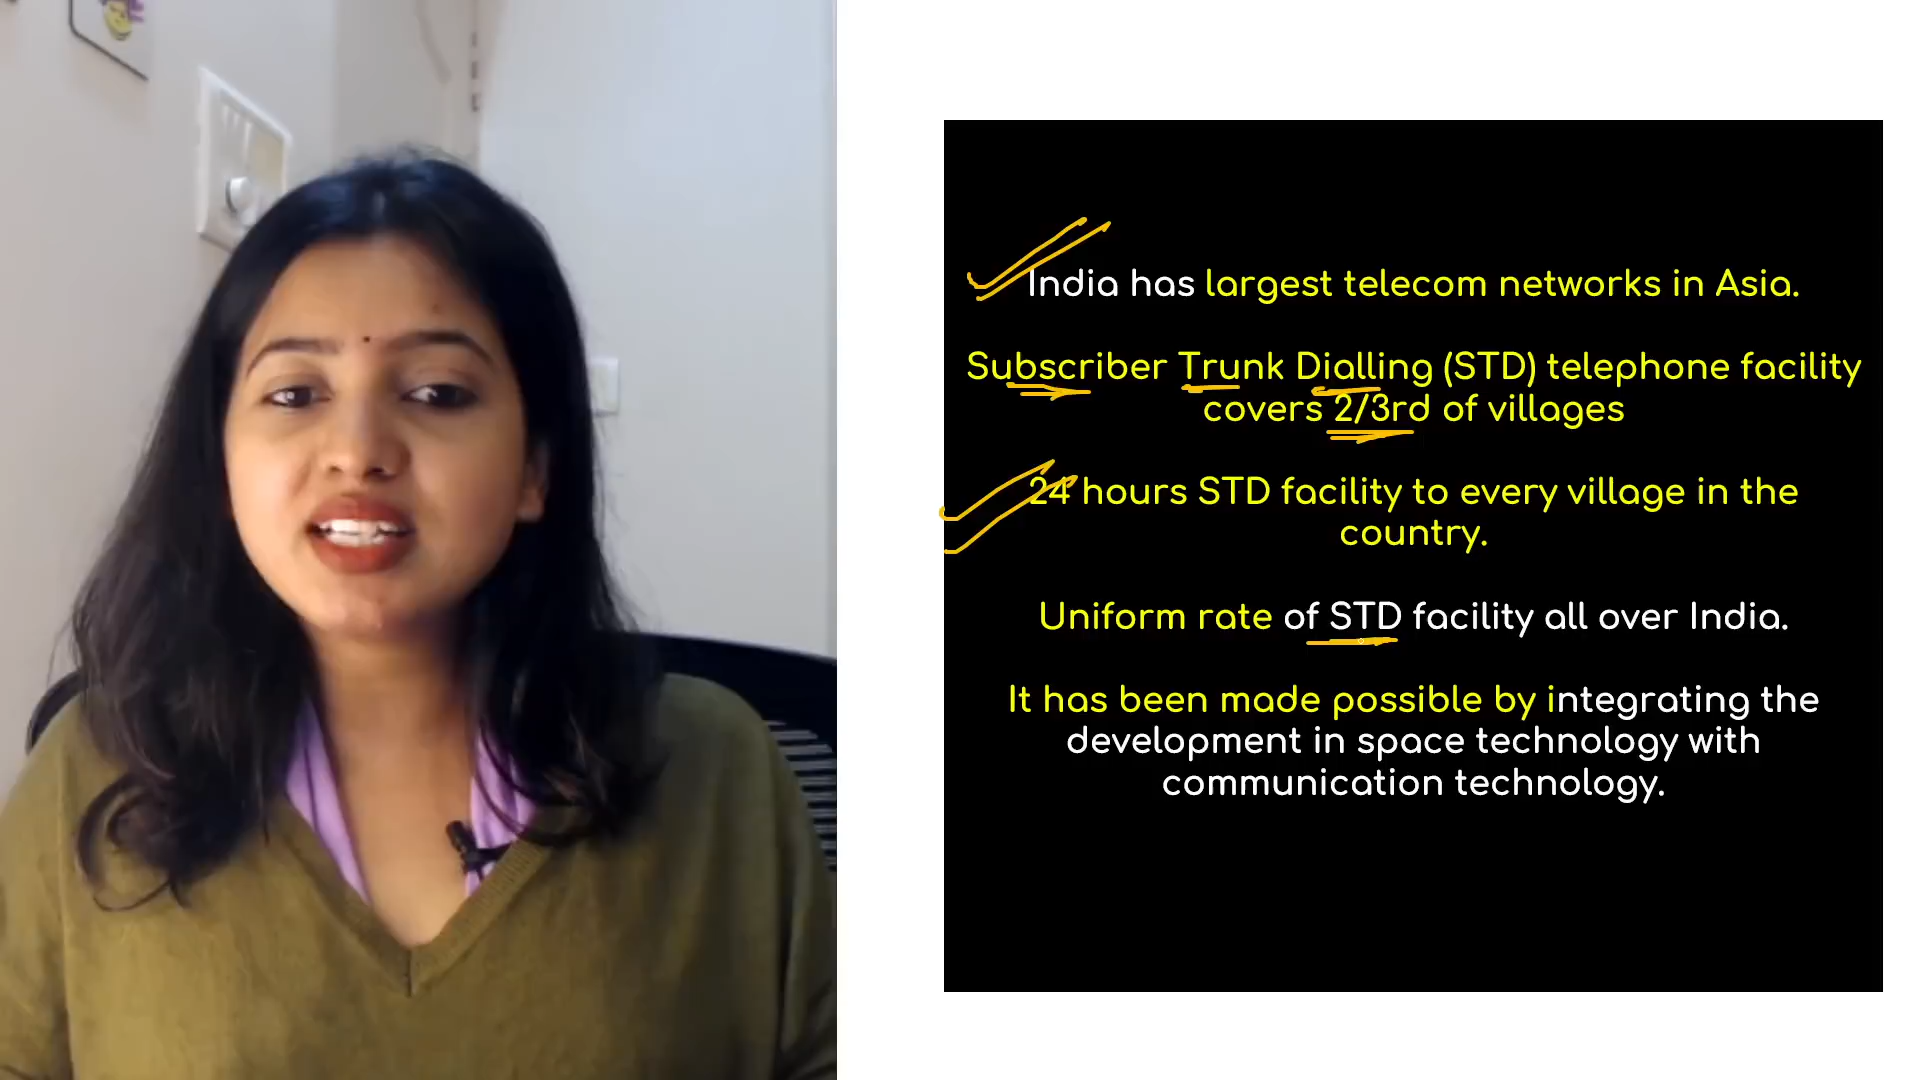 India has largest telecom networks in Asia.
Subscriber Trunk Dialling (STD) telephone facility
covers 2/3rd of villages
24 hours STD facility to every village in the
country.
Uniform rate of STD facility all over India.
It has been made possible by integrating the
development in space technology with
communication technology.